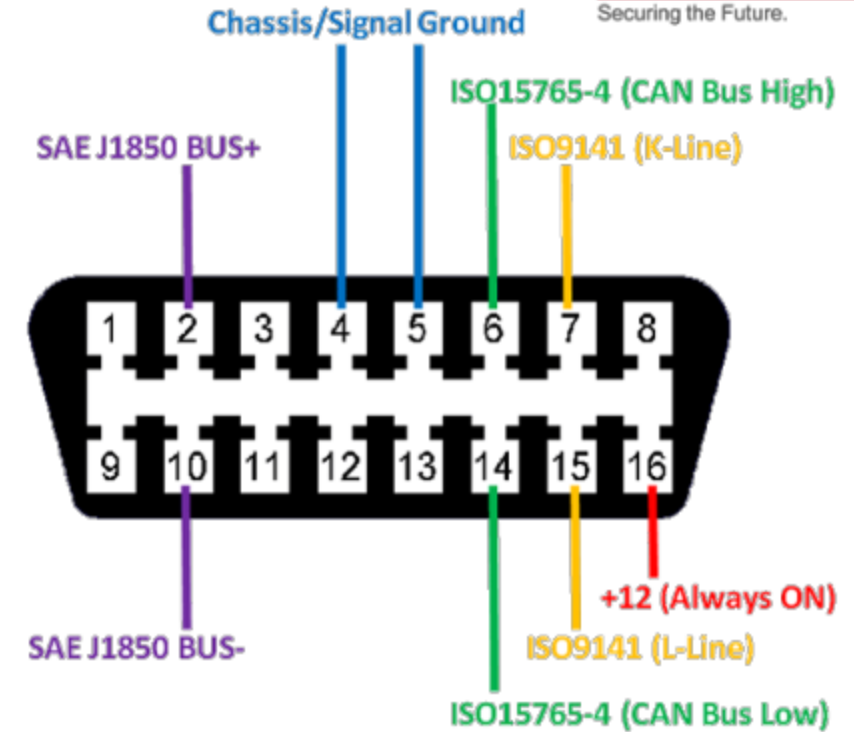 Chassis/Signal Ground
Securing the Future.
ISO15765-4 (CAN Bus High)
SAE J1850 BUS+
ISO9141 (K-Line)
1 2 3 4 5 6 7 8
9 10 11 12 13 14 15 16
+12 (Always ON)
SAE J1850 BUS-
ISO9141 (L-Line)
ISO15765-4 (CAN Bus Low)